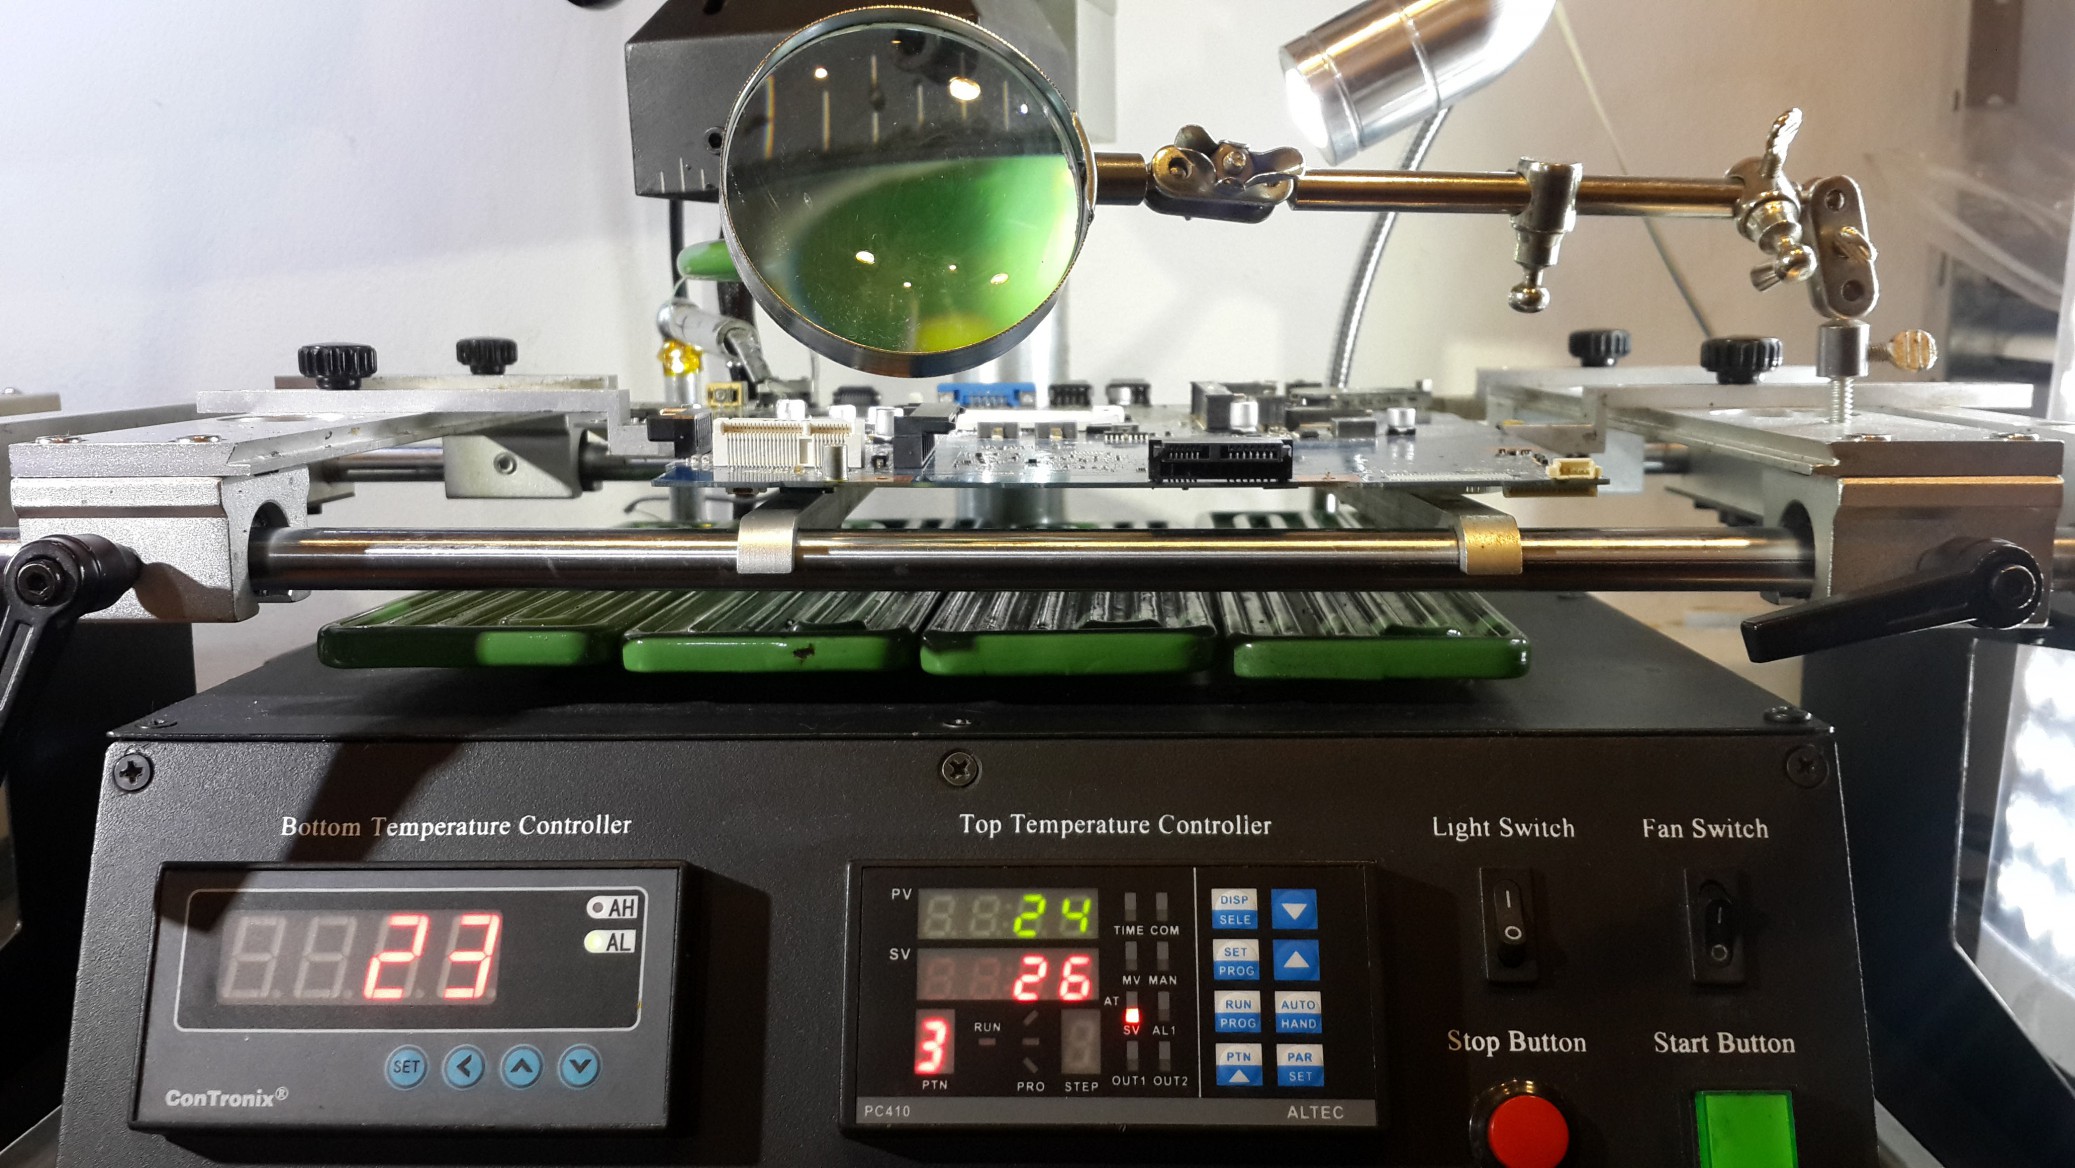 Bottom Temperature Controller
Top Temperature Controller
Light Switch
Fan Switch
23
AH
AL
SET
ConTronix®
PV
24
SV
26
TIME COM
MV MAN
AT
SV AL1
OUT1 OUT2
3
RUN
PTN
PRO
STEP
DISP
SELE
SET
PROG
RUN
PROG
AUTO
HAND
PTN
PAR
SET
PC410
ALTEC
Stop Button
Start Button